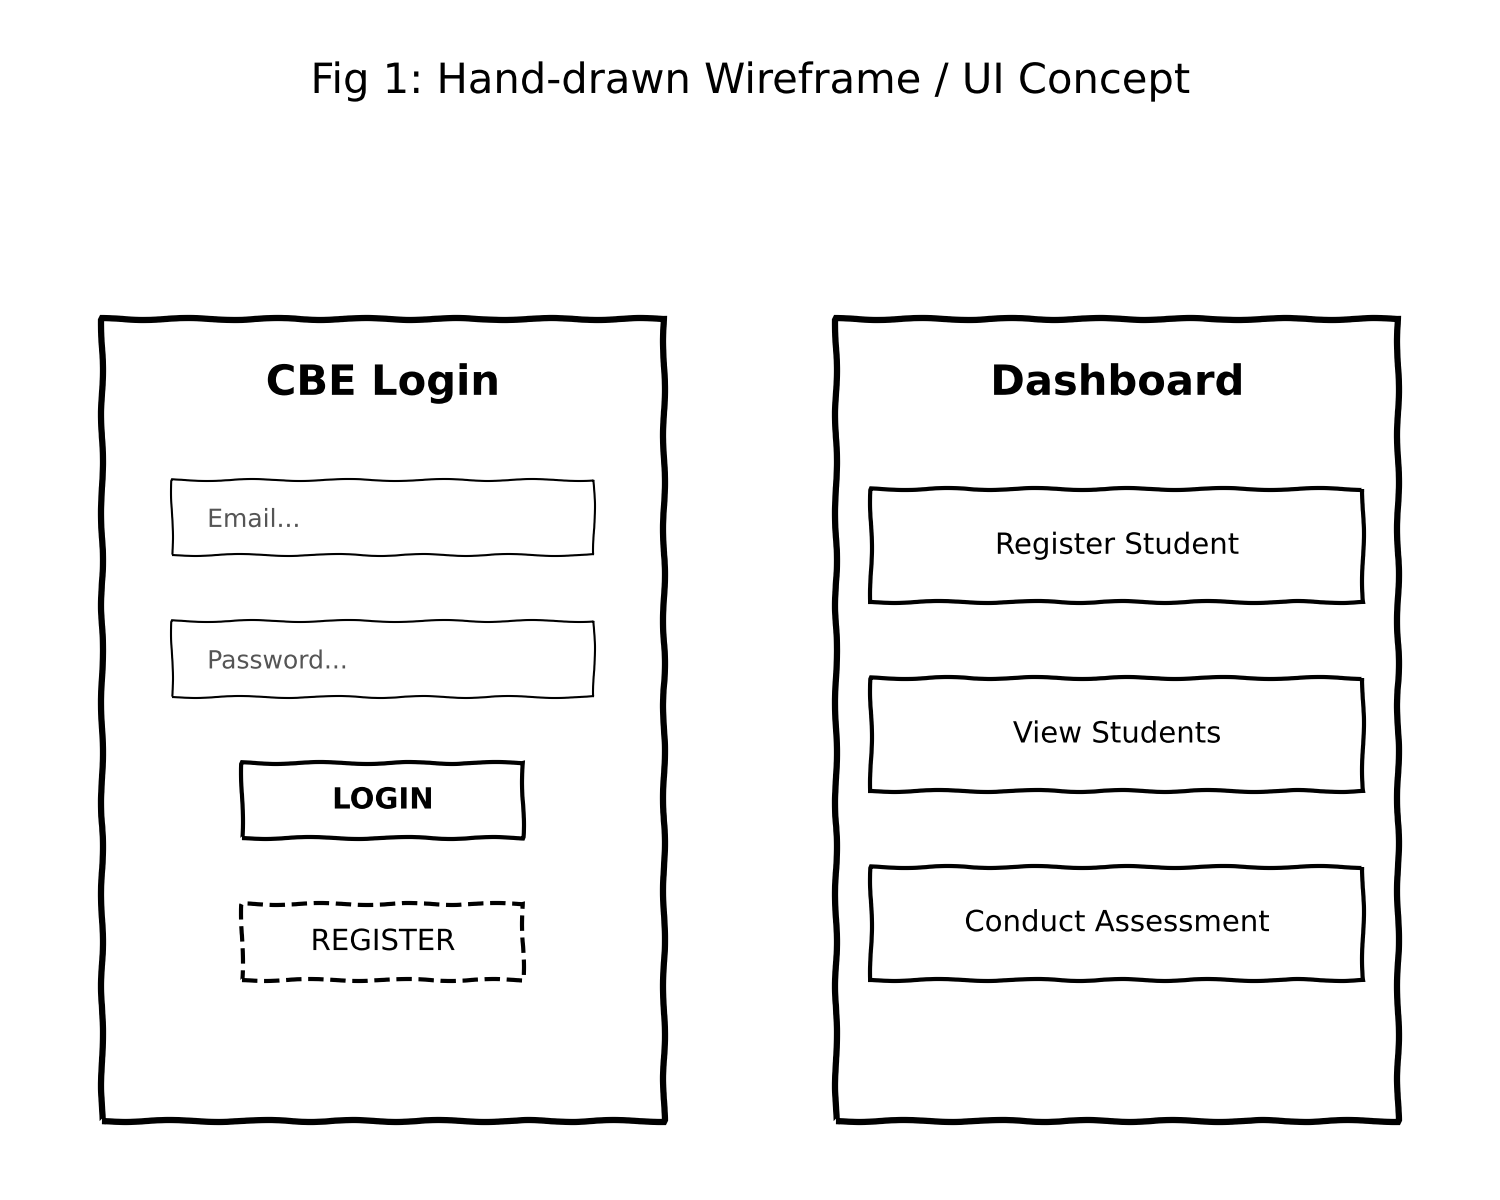 Fig 1: Hand-drawn Wireframe / UI Concept
CBE Login
Email...
Password...
LOGIN
REGISTER
Dashboard
Register Student
View Students
Conduct Assessment